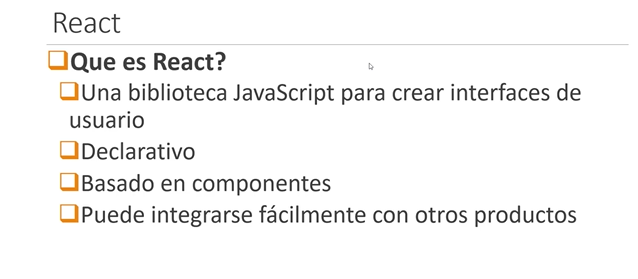 React
Que es React?
Una biblioteca JavaScript para crear interfaces de
usuario
Declarativo
Basado en componentes
Puede integrarse fácilmente con otros productos